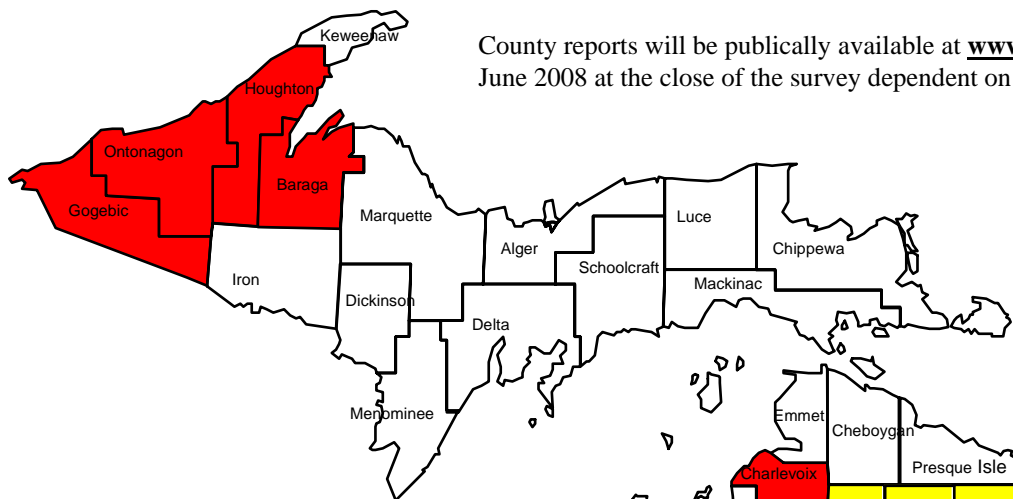 Keweenaw
County reports will be publically available at www
June 2008 at the close of the survey dependent on
Houghton
Ontonagon
Baraga
Gogebic
Marquette
Luce
Alger
Chippewa
Schoolcraft
Iron
Mackinac
Dickinson
Delta
Menominee
Emmet
Cheboygan
Presque Isle
Charlevoix